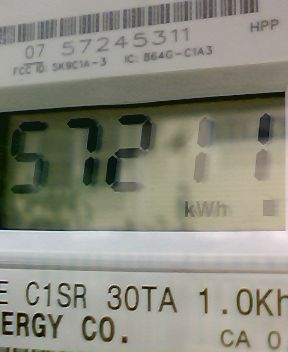 HPP
07 57245311
FCC ID: SK9C1A-3 IC: 864G-C1A3
57211
kWh
E C1SR 30TA 1.0Kh
ERGY CO.
CA 0